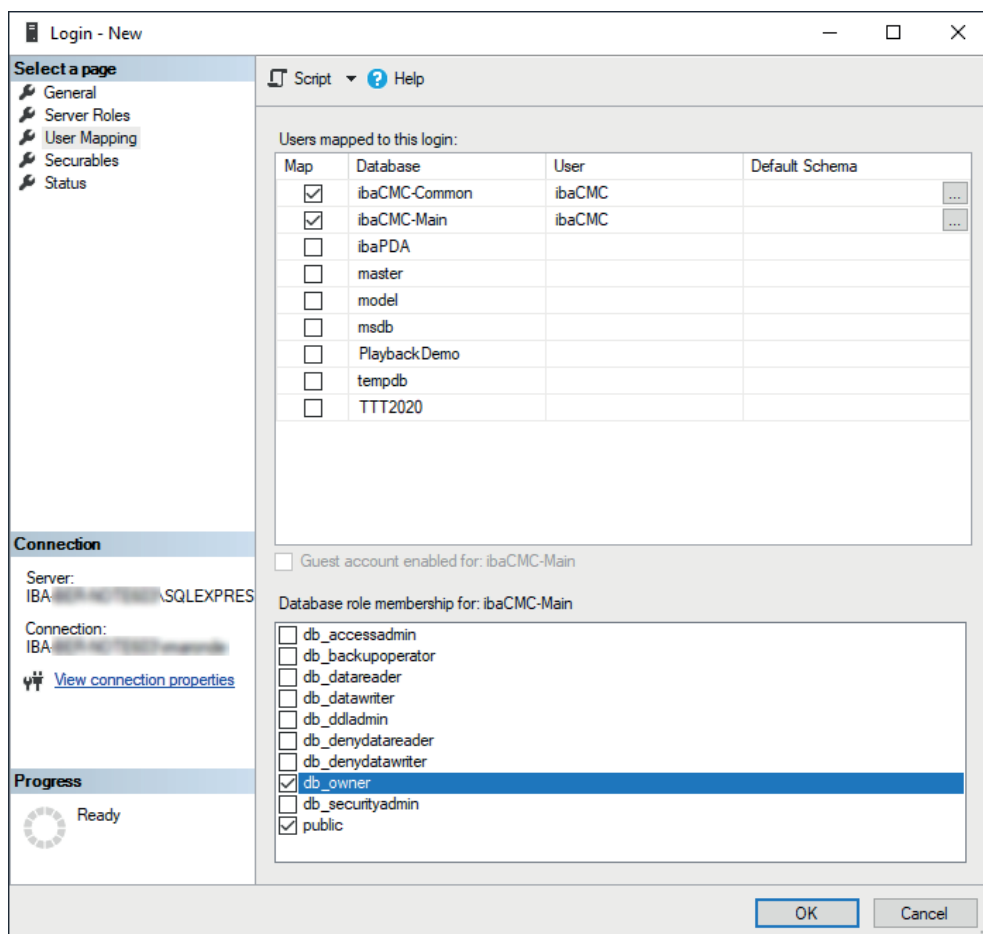 Login - New
Select a page
General
Server Roles
User Mapping
Securables
Status
Script Help
Users mapped to this login:
Map Database User Default Schema
ibaCMC-Common ibaCMC ...
ibaCMC-Main ibaCMC ...
ibaPDA
master
model
msdb
PlaybackDemo
tempdb
TTT2020
Guest account enabled for: ibaCMC-Main
Database role membership for: ibaCMC-Main
db_accessadmin
db_backupoperator
db_datareader
db_datawriter
db_ddladmin
db_denydatareader
db_denydatawriter
db_owner
db_securityadmin
public
Connection
Server:
IBA- \SQLEXPRES
Connection:
IBA-
View connection properties
Progress
Ready
OK Cancel